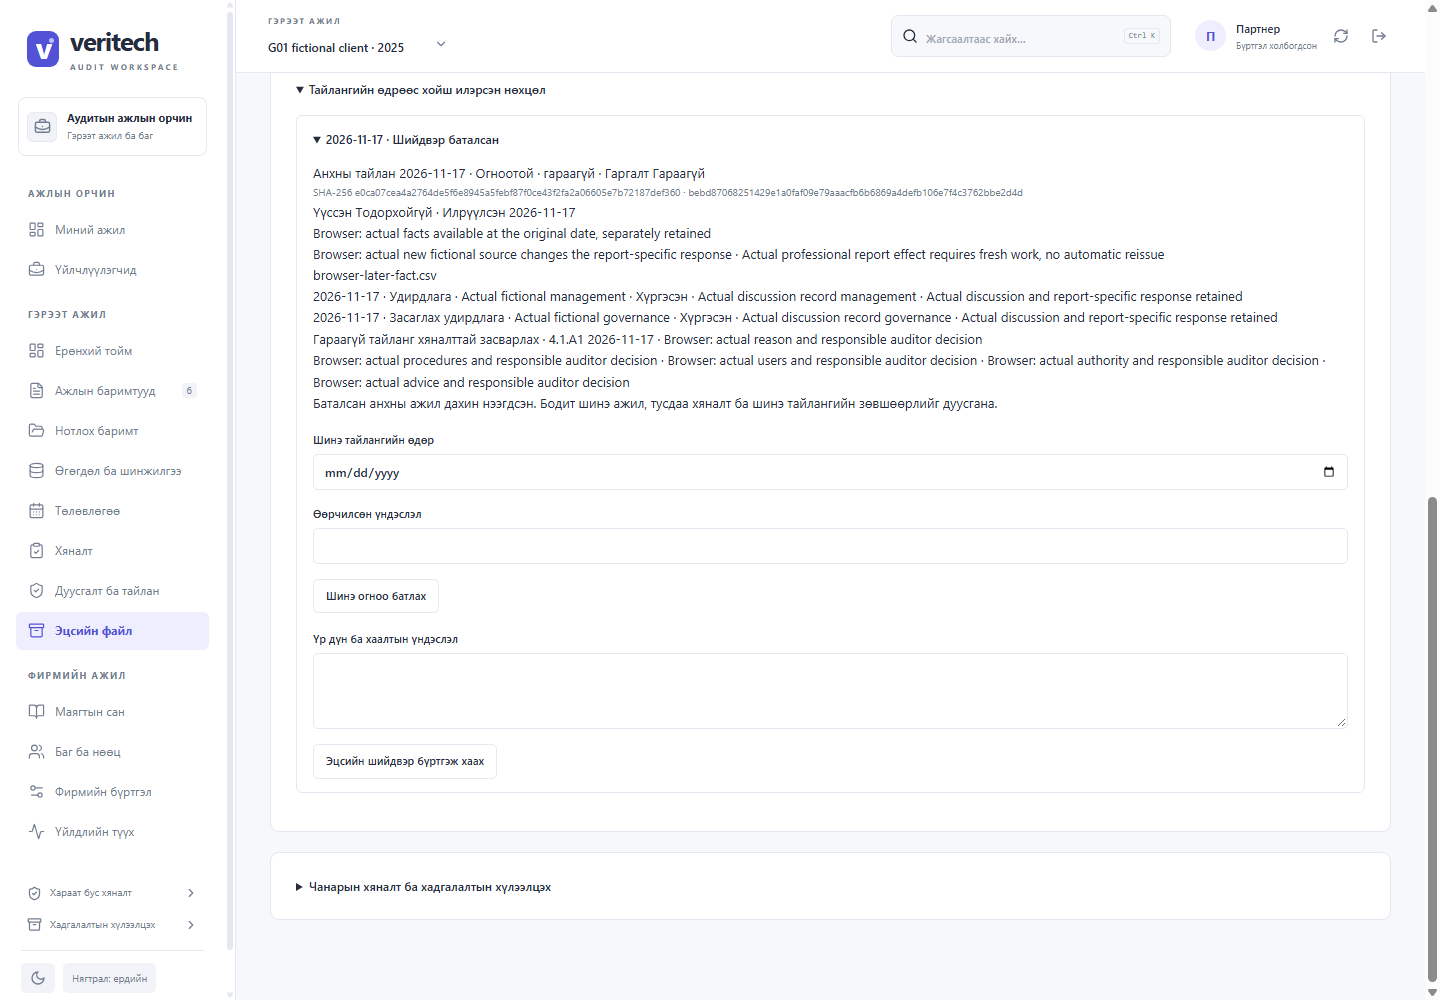 veritech
AUDIT WORKSPACE
Аудитын ажлын орчин
Гэрээт ажил ба баг
АЖЛЫН ОРЧИН
Миний ажил
Үйлчлүүлэгчид
ГЭРЭЭТ АЖИЛ
Ерөнхий тойм
Ажлын баримтууд 6
Нотлох баримт
Өгөгдөл ба шинжилгээ
Төлөвлөгөө
Хяналт
Дуусгалт ба тайлан
Эцсийн файл
ФИРМИЙН АЖИЛ
Маягтын сан
Баг ба нөөц
Фирмийн бүртгэл
Үйлдлийн түүх
Хараат бус хяналт
Хадгалалтын хүлээлцэх
Нягтрал: ердийн
ГЭРЭЭТ АЖИЛ
G01 fictional client · 2025
Жагсаалтаас хайх...
Ctrl K
П
Партнер
Бүртгэл холбогдсон
Тайлангийн өдрөөс хойш илэрсэн нөхцөл
2026-11-17 · Шийдвэр баталсан
Анхны тайлан 2026-11-17 · Огноотой · гараагүй · Гаргалт Гараагүй
SHA-256 e0ca07cea4a2764de5f6e8945a5febf87f0ce43f2fa2a06605e7b72187def360 · bebd87068251429e1a0faf09e79aaacfb6b6869a4defb106e7f4c3762bbe2d4d
Үүссэн Тодорхойгүй · Илрүүлсэн 2026-11-17
Browser: actual facts available at the original date, separately retained
Browser: actual new fictional source changes the report-specific response · Actual professional report effect requires fresh work, no automatic reissue
browser-later-fact.csv
2026-11-17 · Удирдлага · Actual fictional management · Хүргэсэн · Actual discussion record management · Actual discussion and report-specific response retained
2026-11-17 · Засаглах удирдлага · Actual fictional governance · Хүргэсэн · Actual discussion record governance · Actual discussion and report-specific response retained
Гараагүй тайланг хяналттай засварлах · 4.1.A1 2026-11-17 · Browser: actual reason and responsible auditor decision
Browser: actual procedures and responsible auditor decision · Browser: actual users and responsible auditor decision · Browser: actual authority and responsible auditor decision ·
Browser: actual advice and responsible auditor decision
Баталсан анхны ажил дахин нээгдсэн. Бодит шинэ ажил, тусдаа хяналт ба шинэ тайлангийн зөвшөөрлийг дуусгана.
Шинэ тайлангийн өдөр
mm/dd/yyyy
Өөрчилсөн үндэслэл
Шинэ огноо батлах
Үр дүн ба хаалтын үндэслэл
Эцсийн шийдвэр бүртгэж хаах
Чанарын хяналт ба хадгалалтын хүлээлцэх